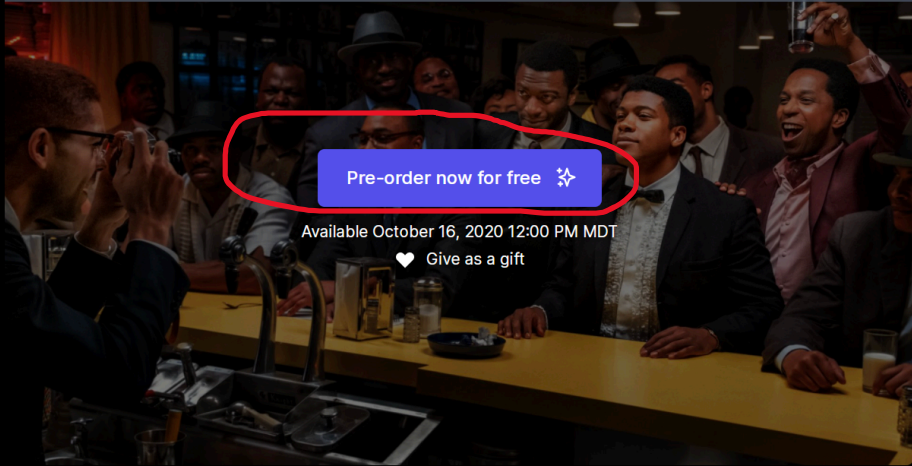 Pre-order now for free
Available October 16, 2020 12:00 PM MDT
Give as a gift